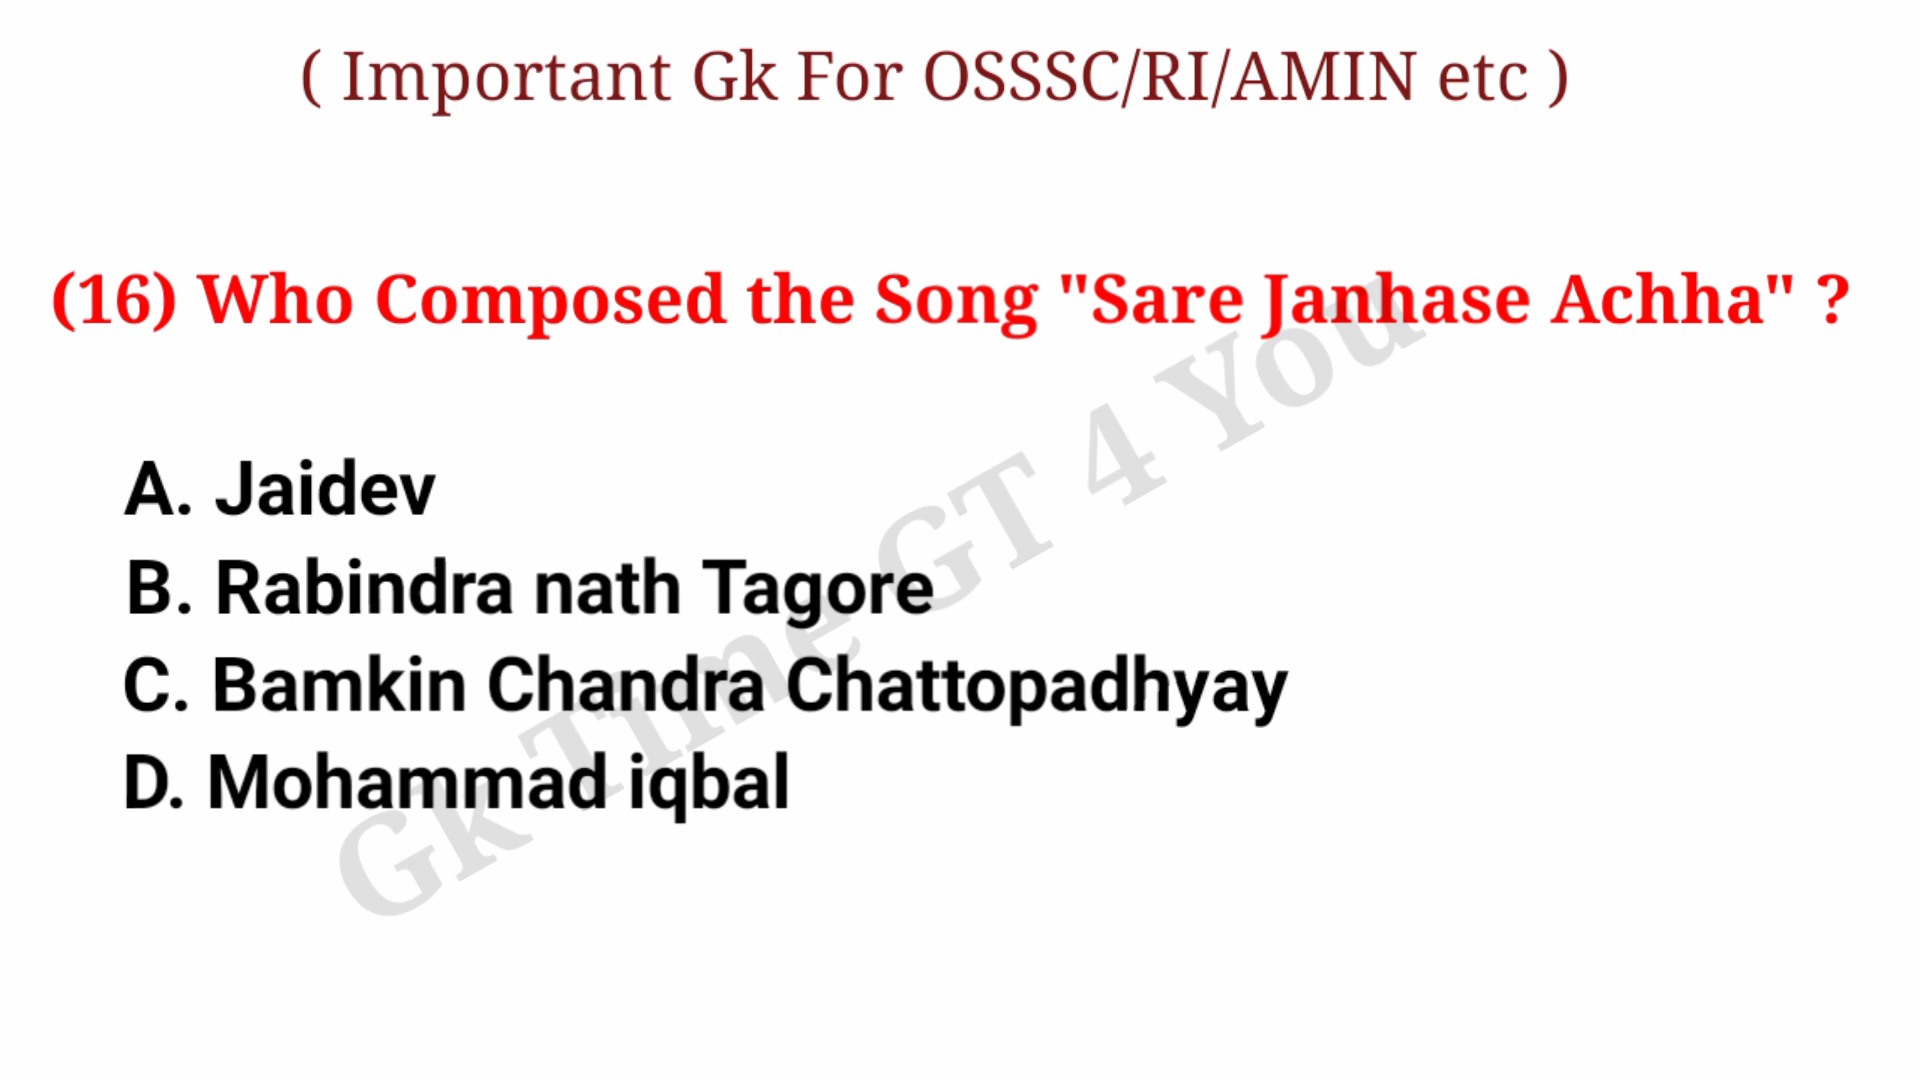 ( Important Gk For OSSSC/RI/AMIN etc )
(16) Who Composed the Song "Sare Janhase Achha" ?
A. Jaidev
B. Rabindra nath Tagore
C. Bamkin Chandra Chattopadhyay
D. Mohammad iqbal
Gk Time GT 4 You